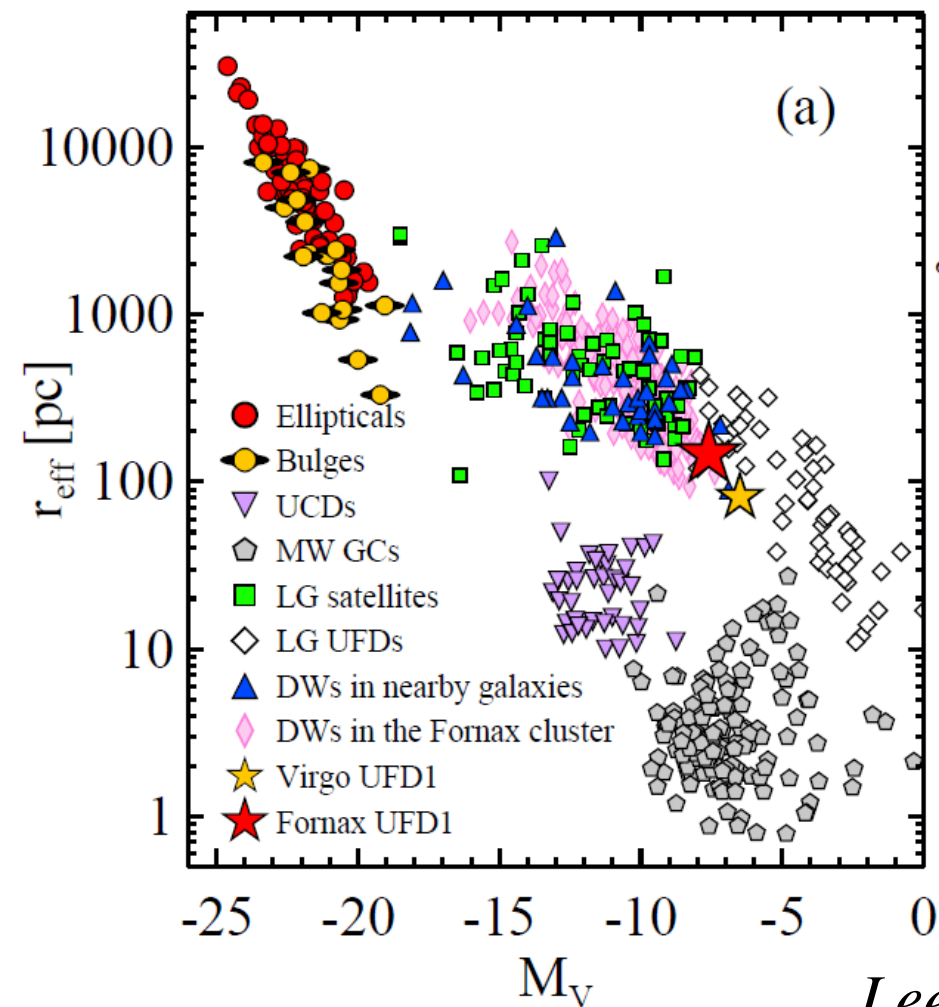 (a)
10000
1000
100
10
1
r_eff [pc]
Ellipticals
Bulges
UCDs
MW GCs
LG satellites
LG UFDs
DWs in nearby galaxies
DWs in the Fornax cluster
Virgo UFD1
Fornax UFD1
-25 -20 -15 -10 -5 0
M_V